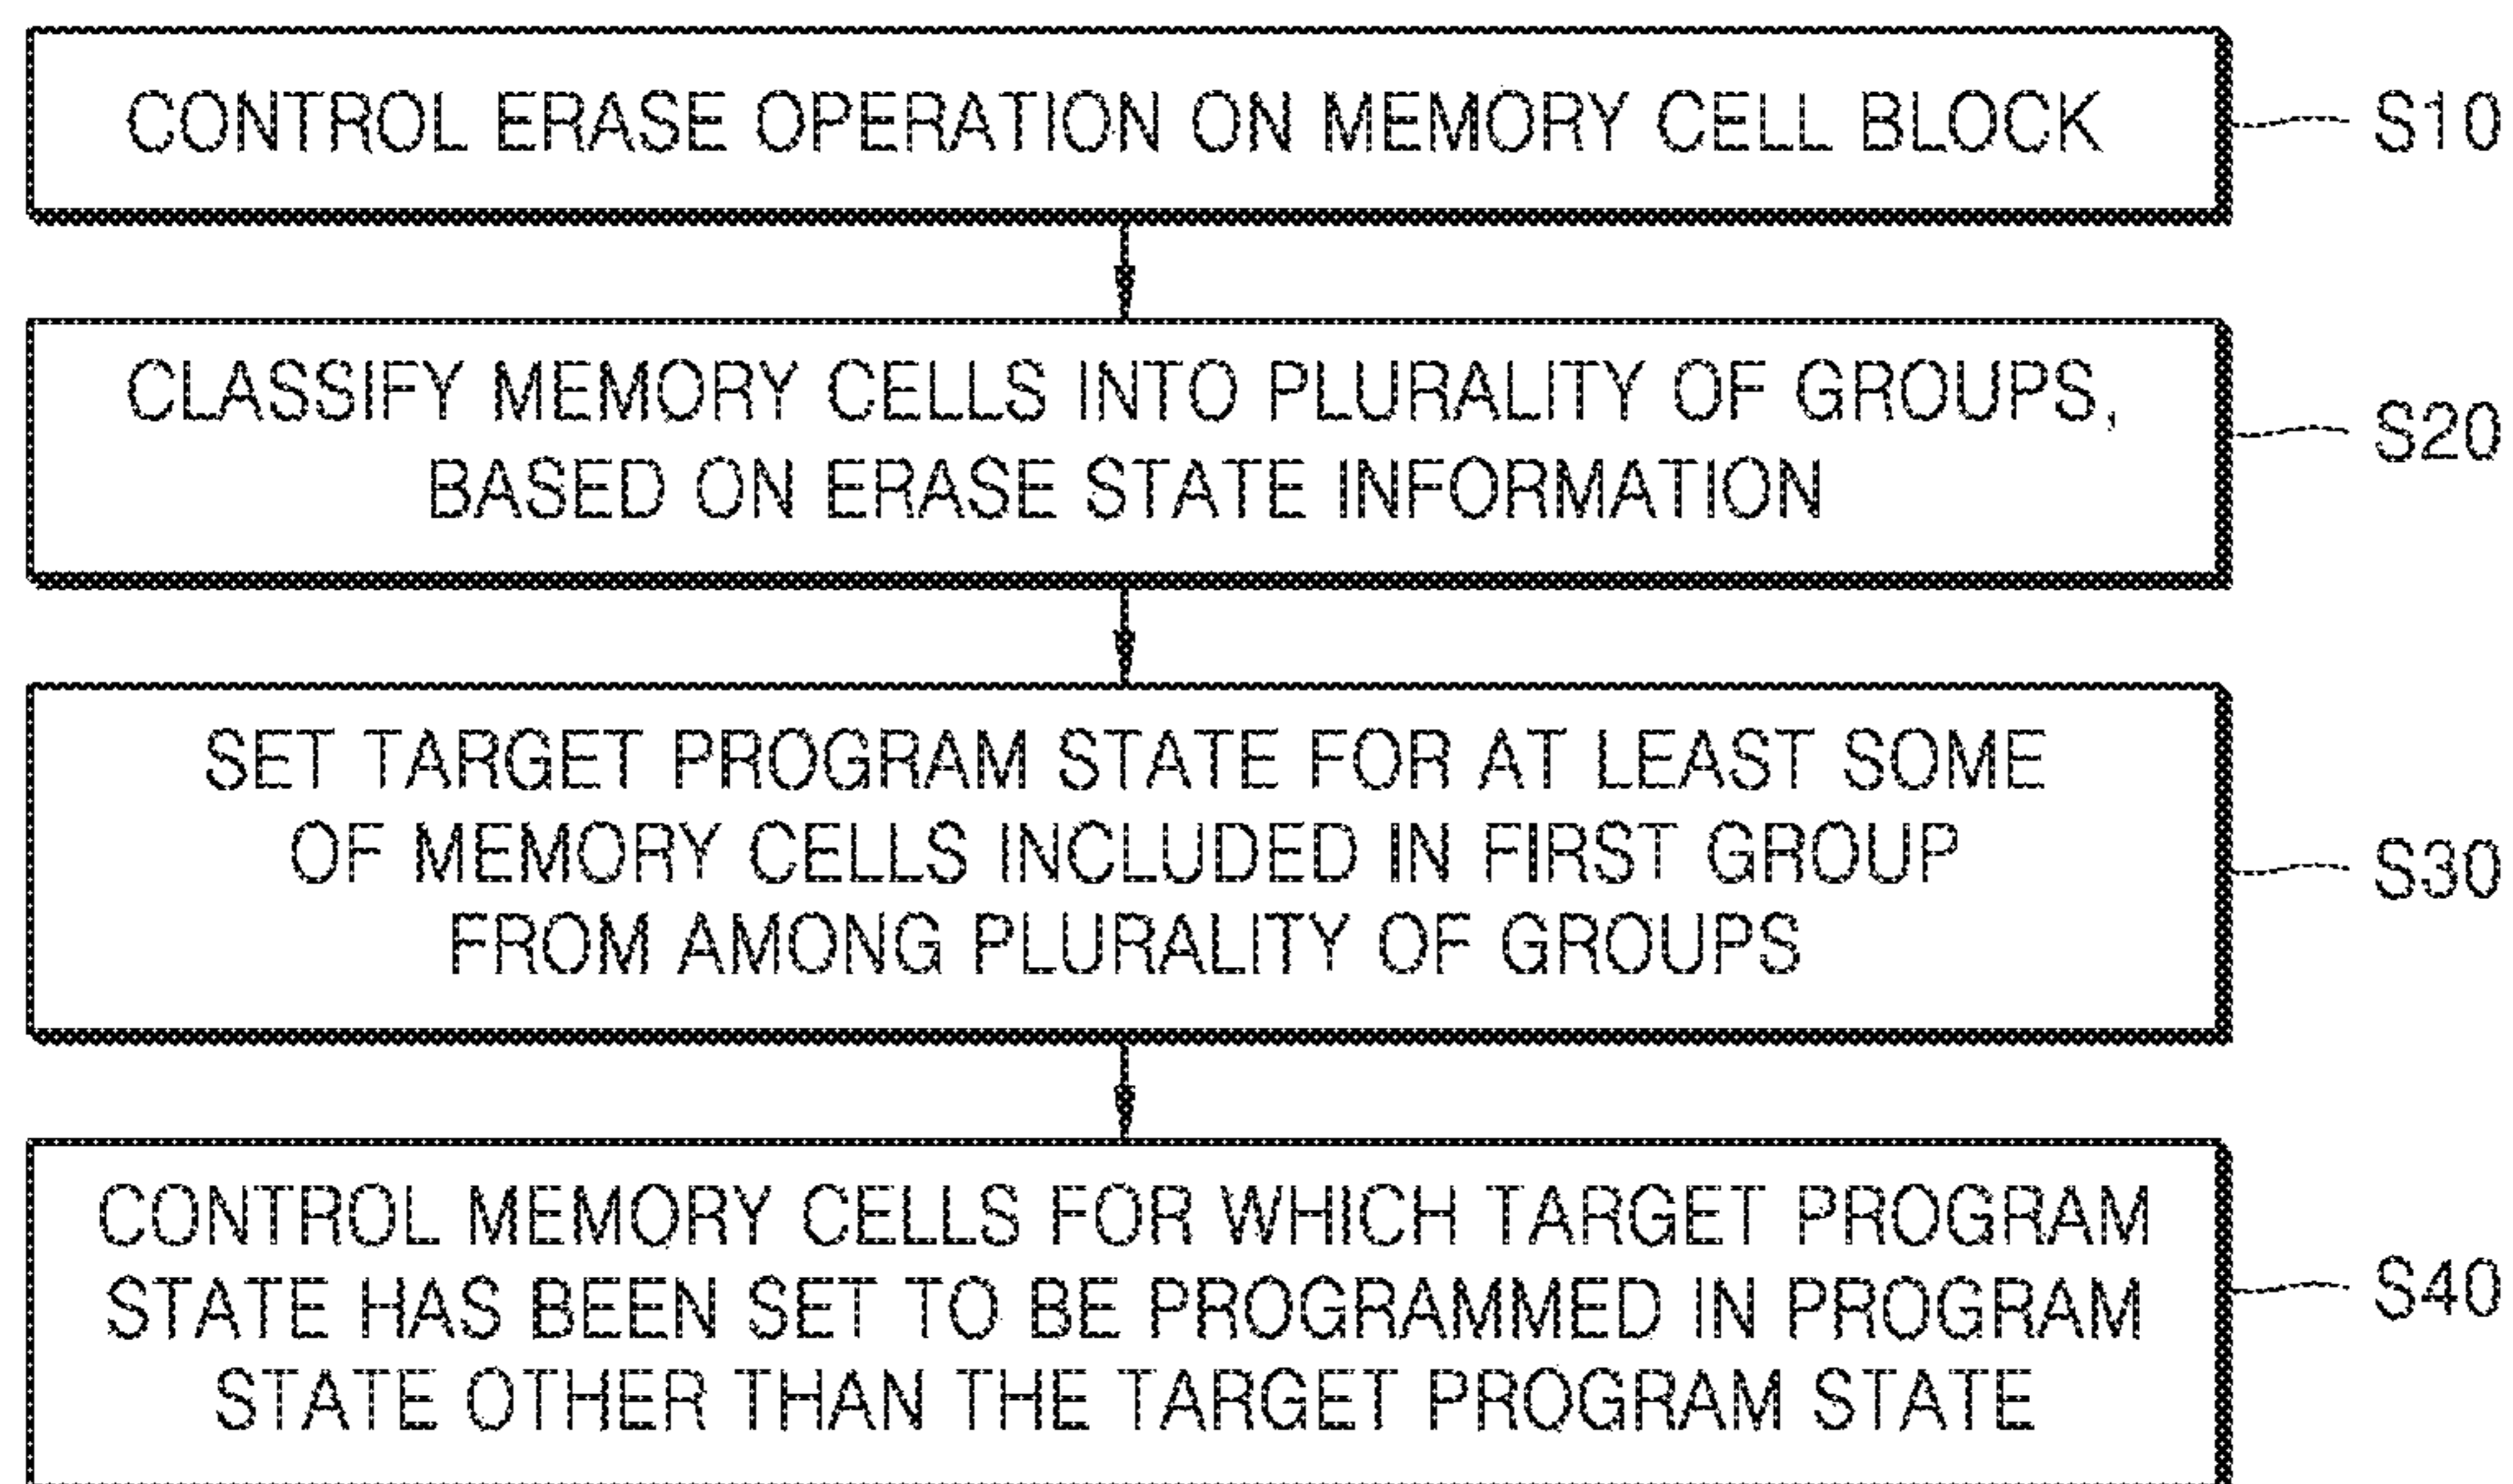 CONTROL ERASE OPERATION ON MEMORY CELL BLOCK
S10
CLASSIFY MEMORY CELLS INTO PLURALITY OF GROUPS,
BASED ON ERASE STATE INFORMATION
S20
SET TARGET PROGRAM STATE FOR AT LEAST SOME
OF MEMORY CELLS INCLUDED IN FIRST GROUP
FROM AMONG PLURALITY OF GROUPS
S30
CONTROL MEMORY CELLS FOR WHICH TARGET PROGRAM
STATE HAS BEEN SET TO BE PROGRAMMED IN PROGRAM
STATE OTHER THAN THE TARGET PROGRAM STATE
S40